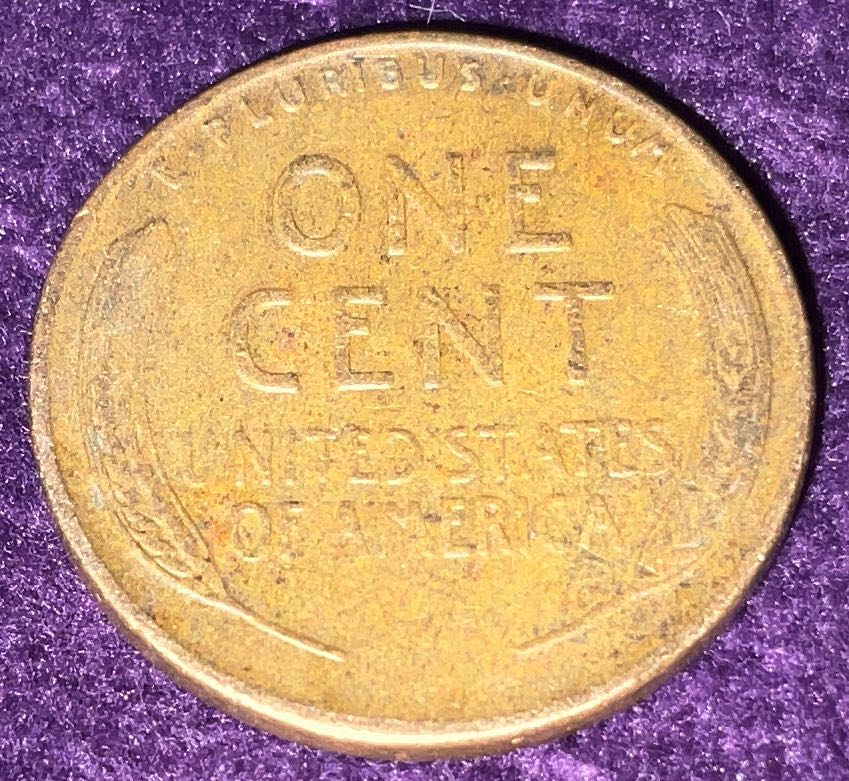 E · PLURIBUS · UNUM
ONE
CENT
UNITED·STATES
OF AMERICA